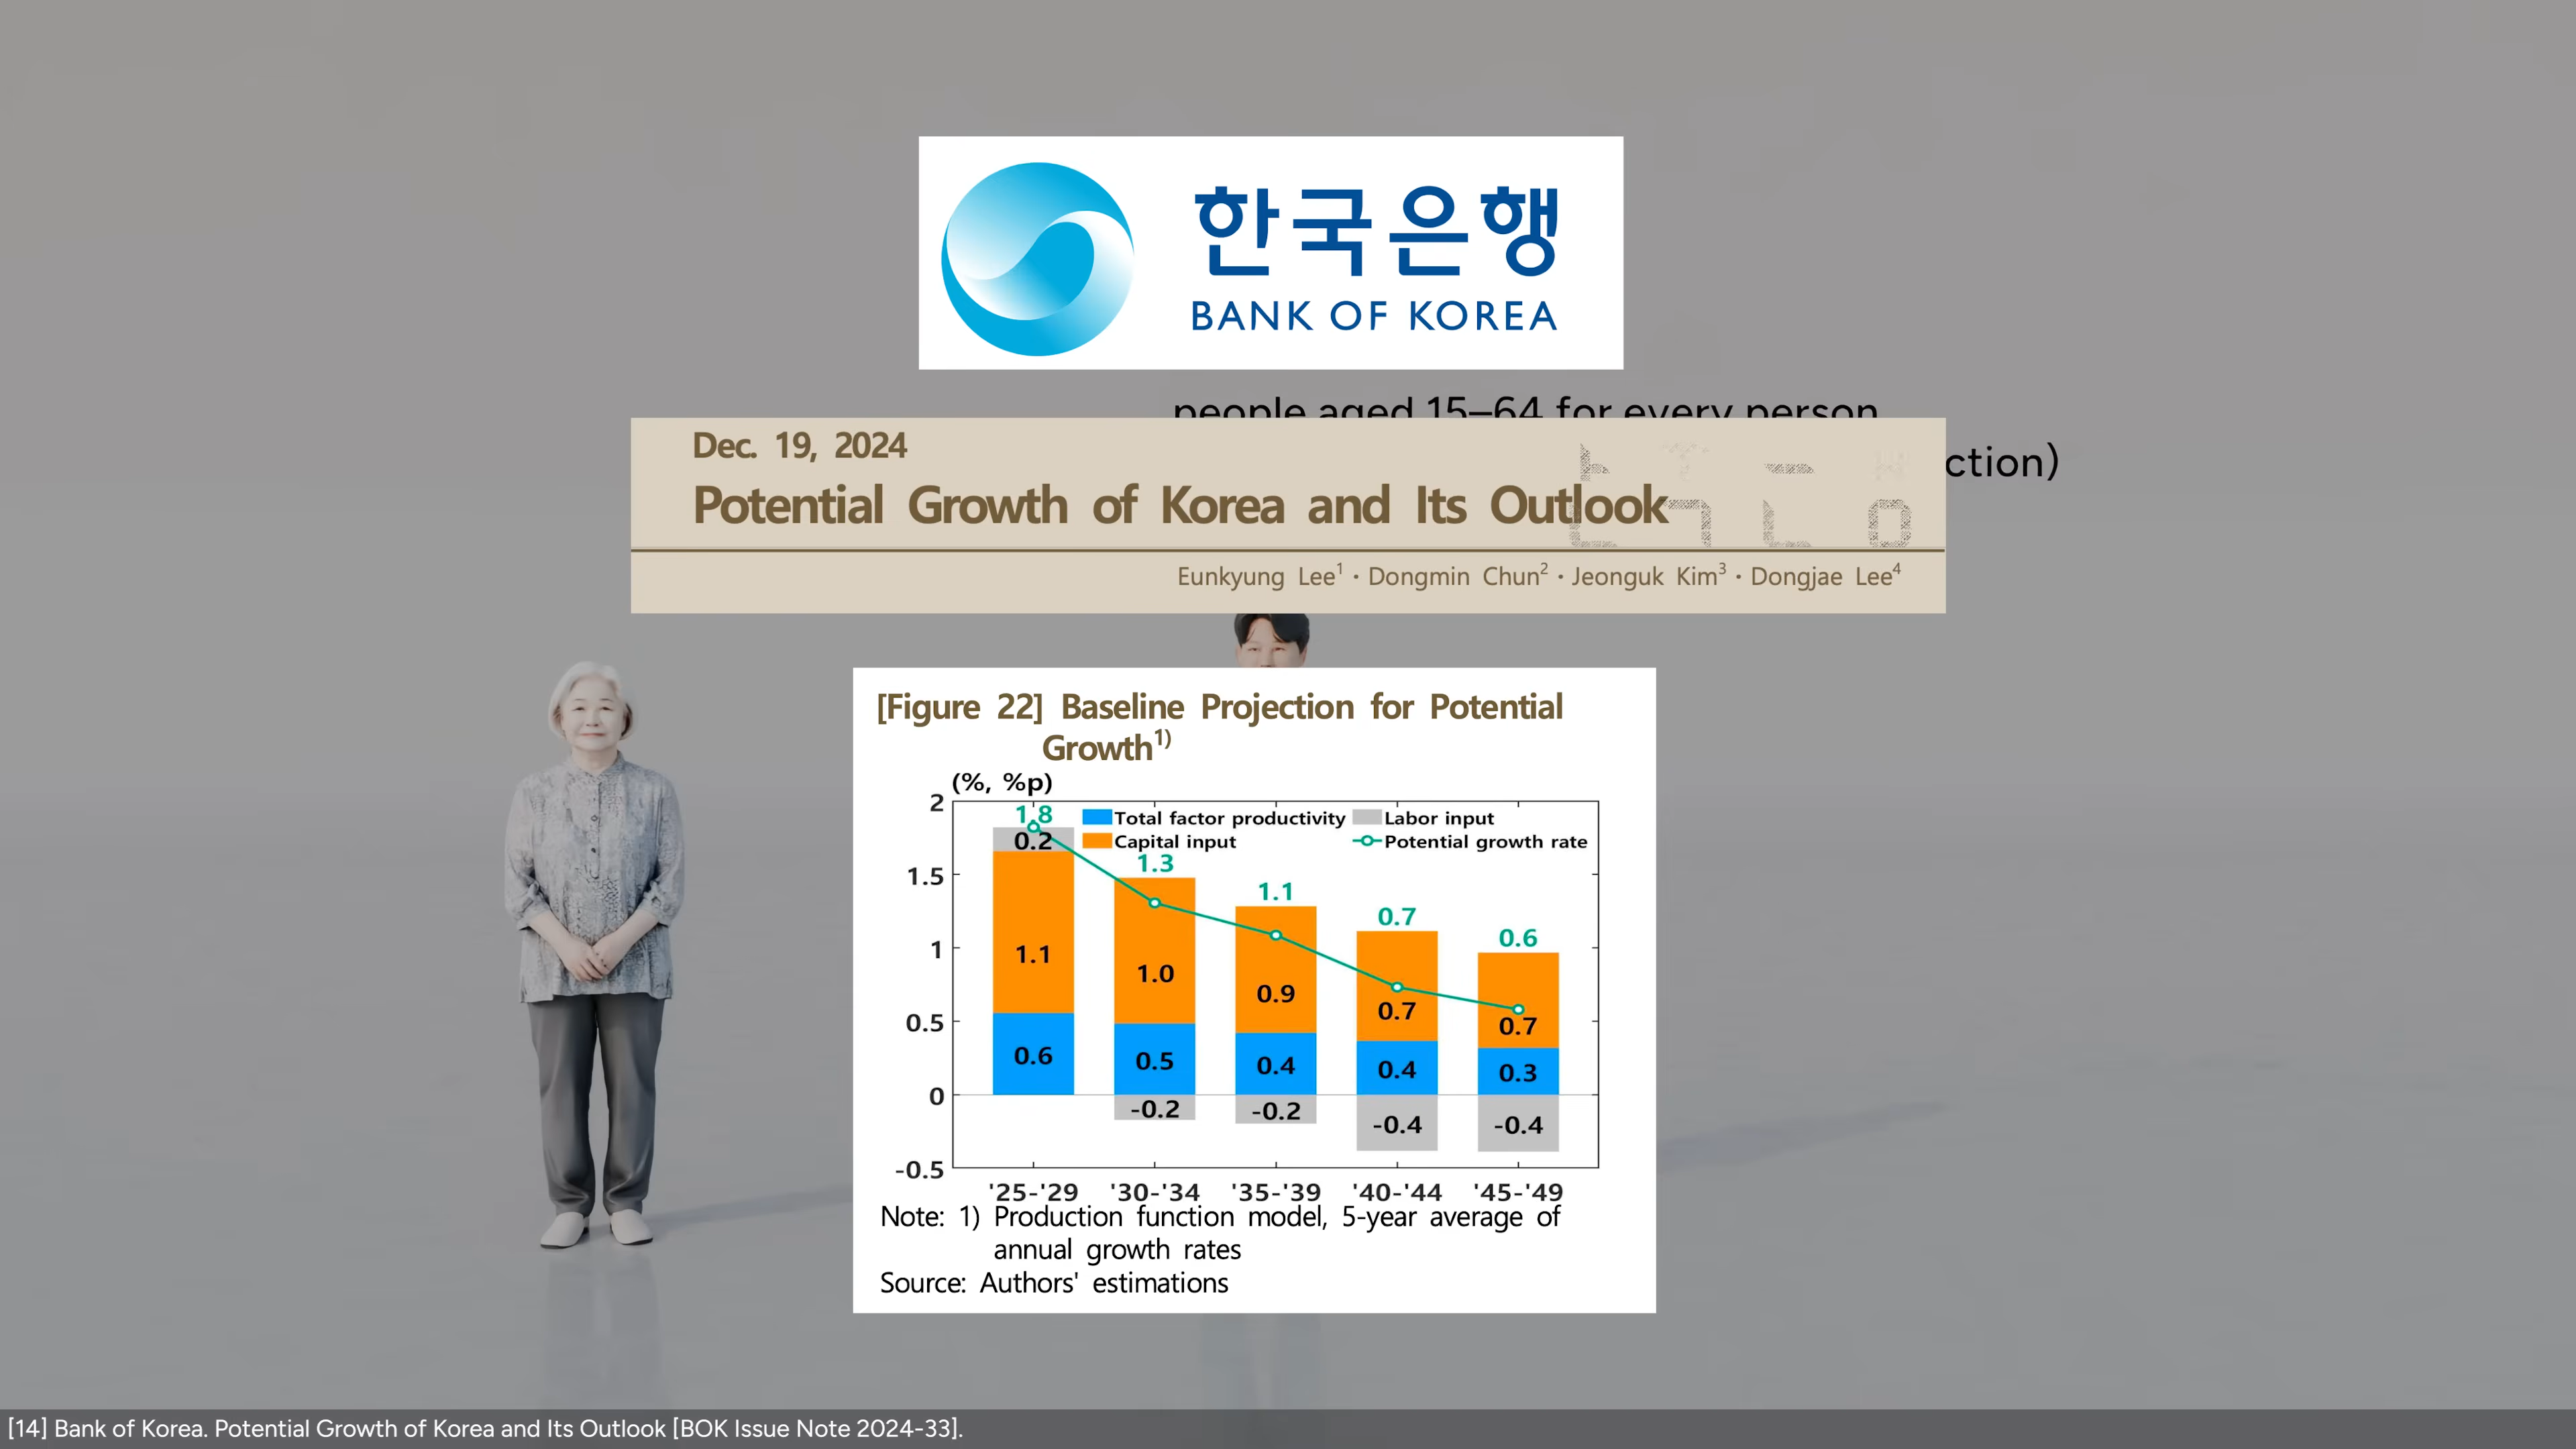 한국은행
BANK OF KOREA
people aged 15–64 for every person
ction)
Dec. 19, 2024
Potential Growth of Korea and Its Outlook
Eunkyung Lee1 · Dongmin Chun2 · Jeonguk Kim3 · Dongjae Lee4
[Figure 22] Baseline Projection for Potential
Growth1)
(%, %p)
Total factor productivity Labor input
Capital input Potential growth rate
2
1.5
1
0.5
0
-0.5
1.8
0.2
1.1
0.6
1.3
1.0
0.5
-0.2
1.1
0.9
0.4
-0.2
0.7
0.7
0.4
-0.4
0.6
0.7
0.3
-0.4
'25-'29 '30-'34 '35-'39 '40-'44 '45-'49
Note: 1) Production function model, 5-year average of
annual growth rates
Source: Authors' estimations
[14] Bank of Korea. Potential Growth of Korea and Its Outlook [BOK Issue Note 2024-33].